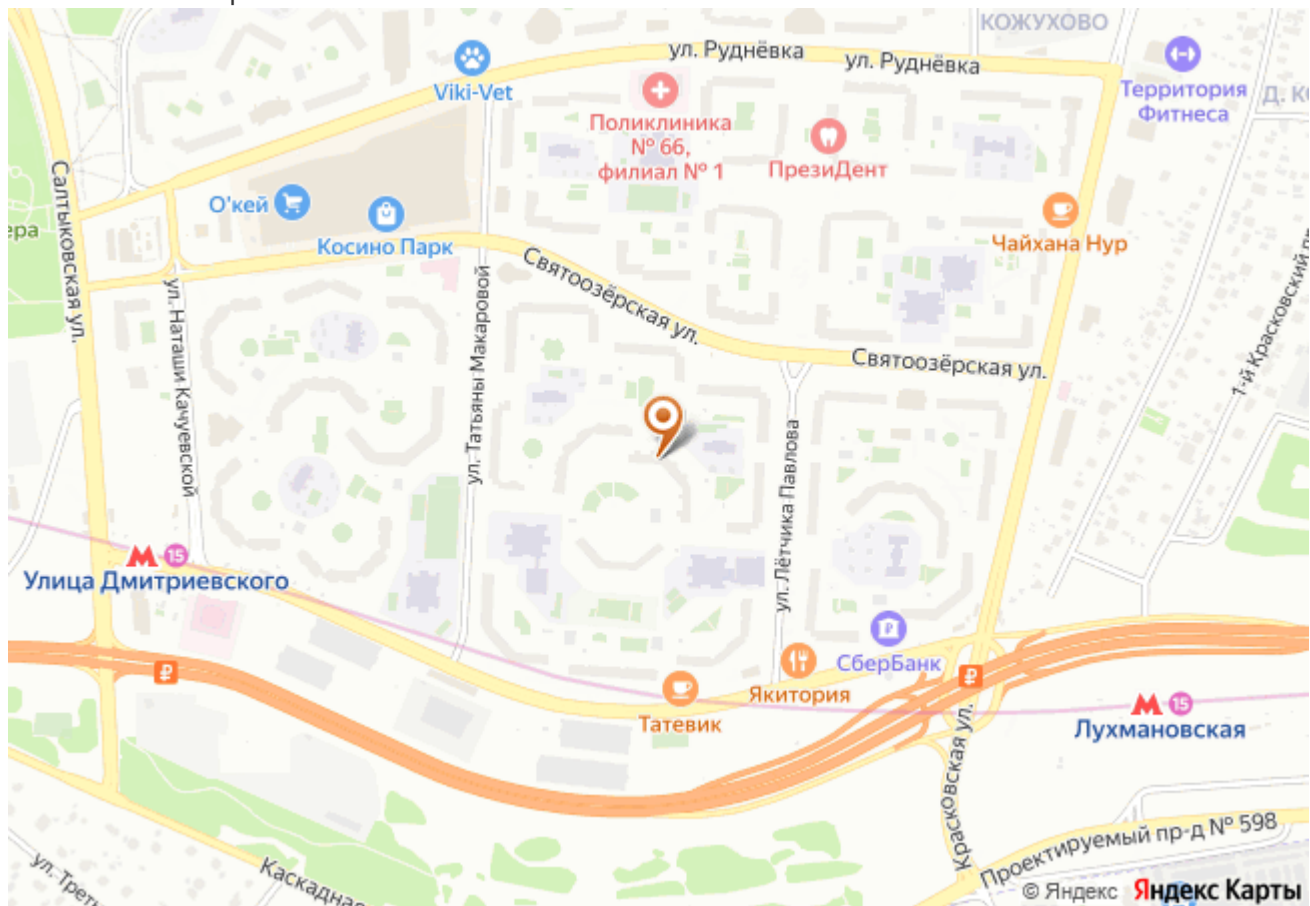 КОЖУХОВО
ул. Руднёвка
ул. Руднёвка
Viki-Vet
Поликлиника
№ 66,
филиал № 1
ПрезиДент
Территория
Фитнеса
Салтыковская ул.
О'кей
Косино Парк
Чайхана Нур
Святоозёрская ул.
Святоозёрская ул.
ул. Наташи Качуевской
ул. Татьяны Макаровой
ул. Лётчика Павлова
15
Улица Дмитриевского
СберБанк
Якитория
Татевик
15
Лухмановская
Красковская ул.
Проектируемый пр-д № 598
Каскадная
© Яндекс Яндекс Карты